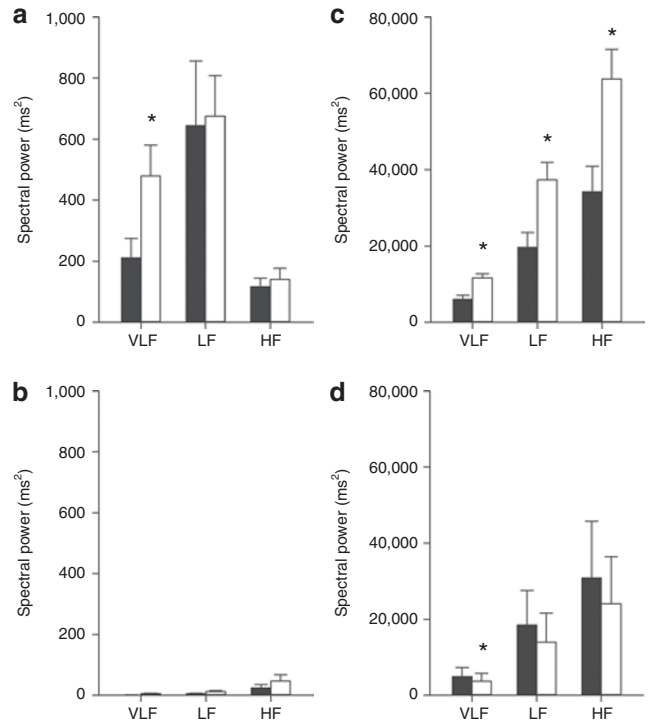 a
Spectral power (ms²)
1,000
800
600
400
200
0
*
VLF LF HF
c
Spectral power (ms²)
80,000
60,000
40,000
20,000
0
* * *
VLF LF HF
b
Spectral power (ms²)
1,000
800
600
400
200
0
VLF LF HF
d
Spectral power (ms²)
80,000
60,000
40,000
20,000
0
*
VLF LF HF